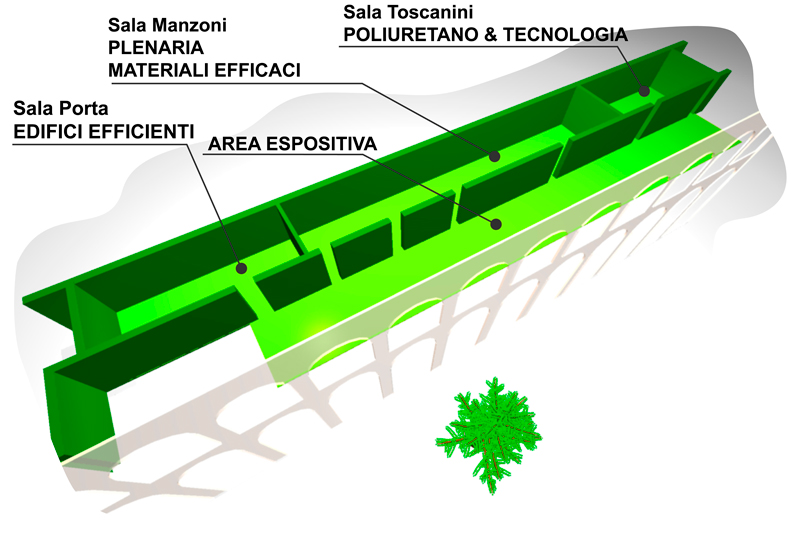 Sala Toscanini
POLIURETANO & TECNOLOGIA
Sala Manzoni
PLENARIA
MATERIALI EFFICACI
Sala Porta
EDIFICI EFFICIENTI
AREA ESPOSITIVA